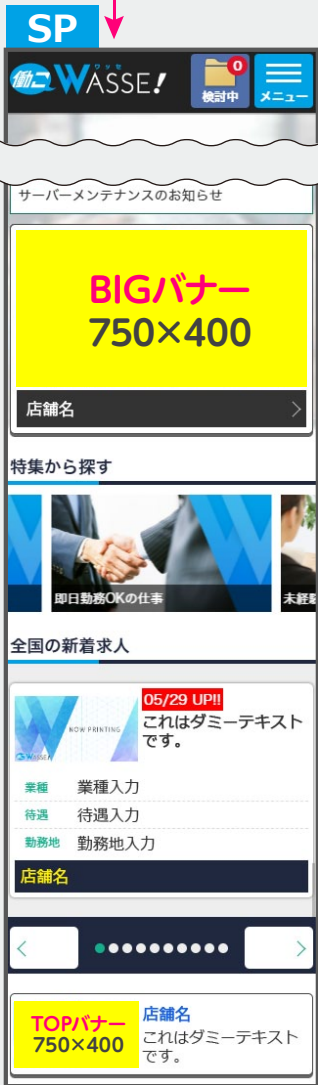 SP
働こWASSE!
ワッセ
0
検討中
メニュー
サーバーメンテナンスのお知らせ
BIGバナー
750×400
店舗名
特集から探す
即日勤務OKの仕事
未経験
全国の新着求人
05/29 UP!!
NOW PRINTING
これはダミーテキスト
です。
業種 業種入力
待遇 待遇入力
勤務地 勤務地入力
店舗名
TOPバナー
750×400
店舗名
これはダミーテキスト
です。